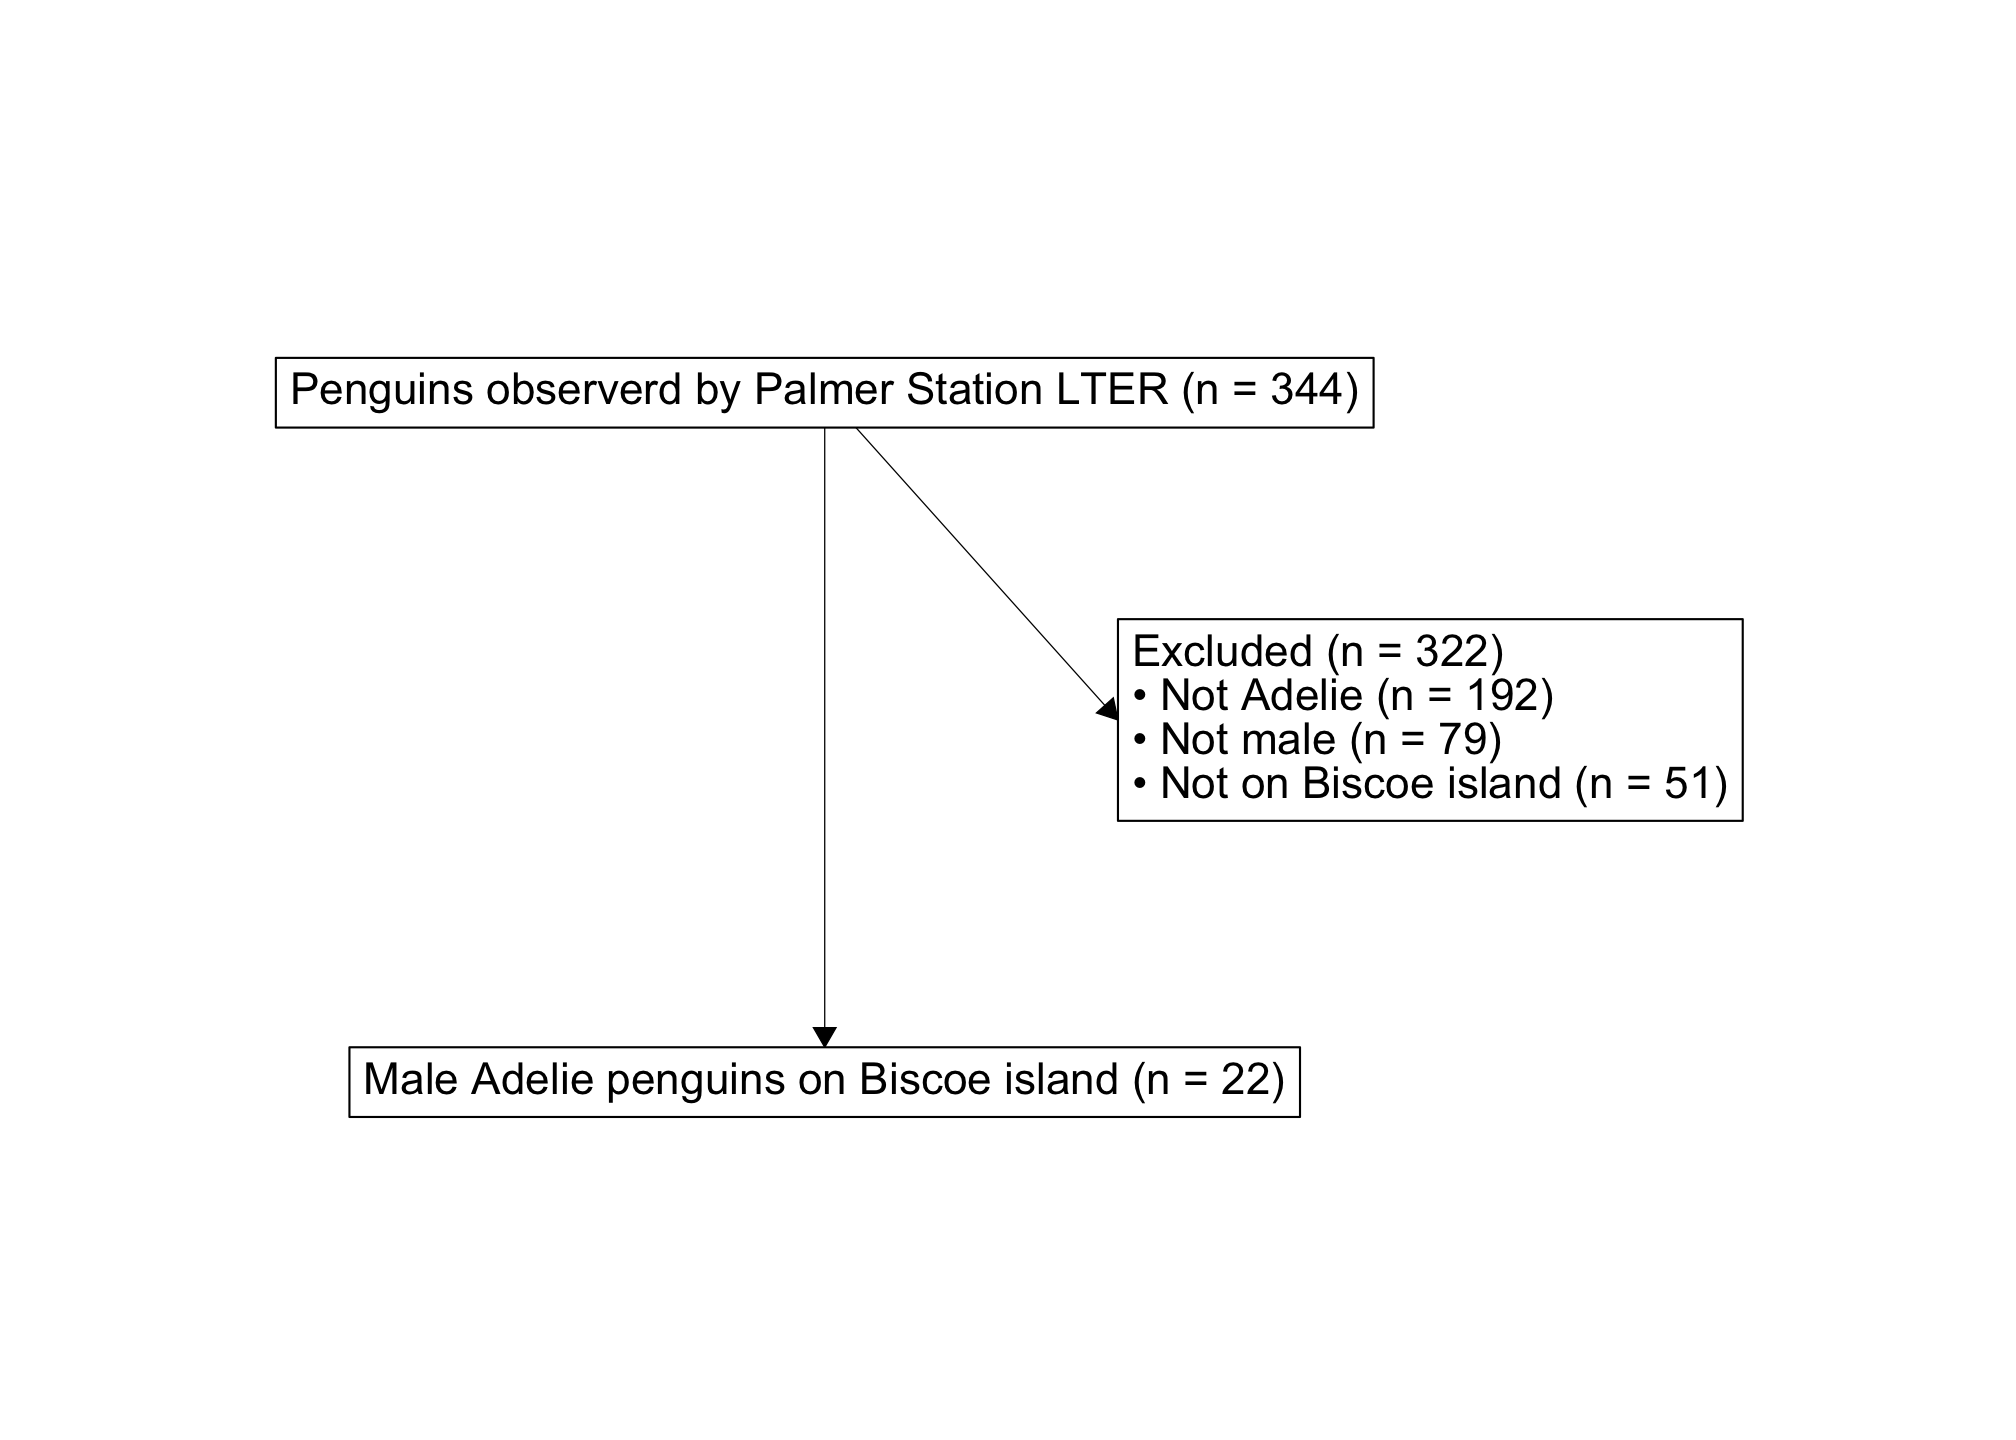 Penguins observerd by Palmer Station LTER (n = 344)
Excluded (n = 322)
• Not Adelie (n = 192)
• Not male (n = 79)
• Not on Biscoe island (n = 51)
Male Adelie penguins on Biscoe island (n = 22)